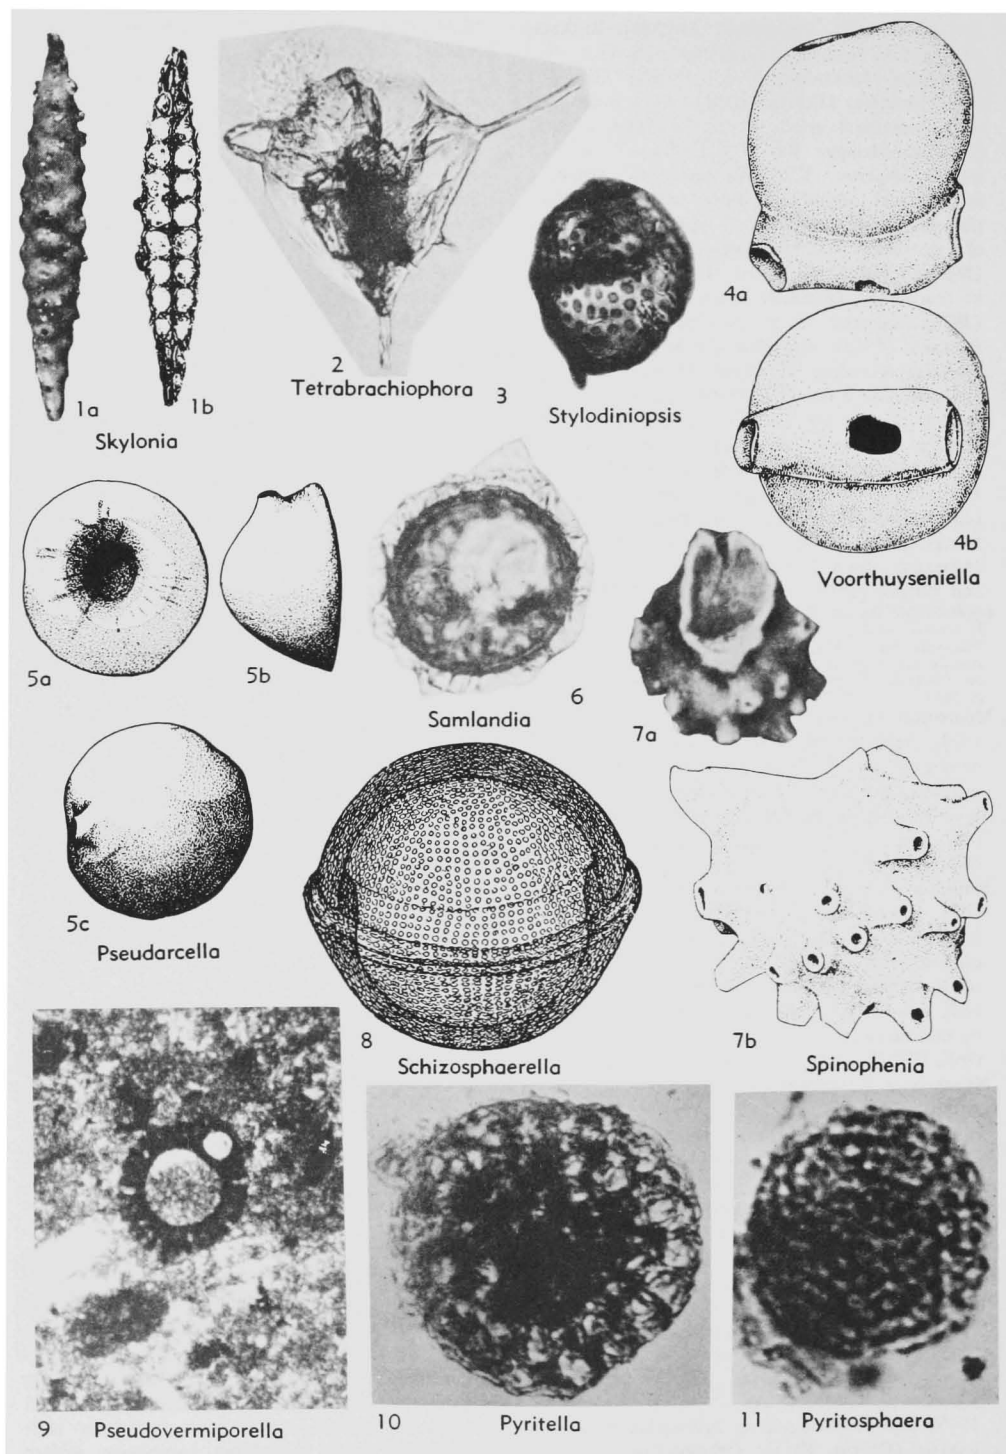 1a
1b
Skylonia
2
Tetrabrachiophora
3
Stylodiniopsis
4a
4b
Voorthuyseniella
5a
5b
5c
Pseudarcella
6
Samlandia
7a
7b
Spinophenia
8
Schizosphaerella
9 Pseudovermiporella
10 Pyritella
11 Pyritosphaera